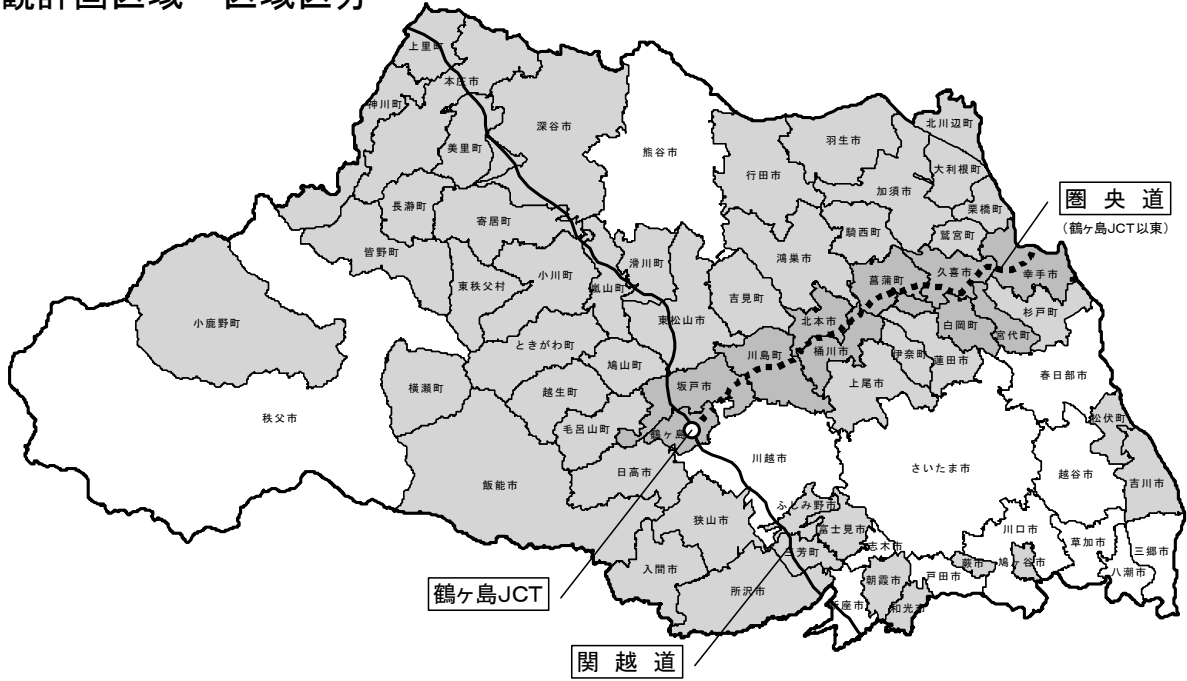 観計画区域 区域区分
上里町
本庄市
神川町
美里町
深谷市
熊谷市
行田市
羽生市
加須市
北川辺町
大利根町
栗橋町
圏央道
(鶴ヶ島JCT以東)
長瀞町
寄居町
皆野町
東秩父村
小川町
嵐山町
滑川町
吉見町
鴻巣市
騎西町
鷲宮町
菖蒲町
久喜市
幸手市
杉戸町
小鹿野町
ときがわ町
東松山市
北本市
川島町
桶川市
白岡町
宮代町
伊奈町
蓮田市
上尾市
春日部市
秩父市
横瀬町
越生町
鳩山町
坂戸市
毛呂山町
鶴ヶ島
川越市
さいたま市
越谷市
松伏町
吉川市
飯能市
日高市
狭山市
ふじみ野市
富士見市
三芳町
志木市
川口市
草加市
三郷市
八潮市
入間市
所沢市
新座市
朝霞市
和光市
戸田市
蕨市
鳩ヶ谷市
鶴ヶ島JCT
関越道